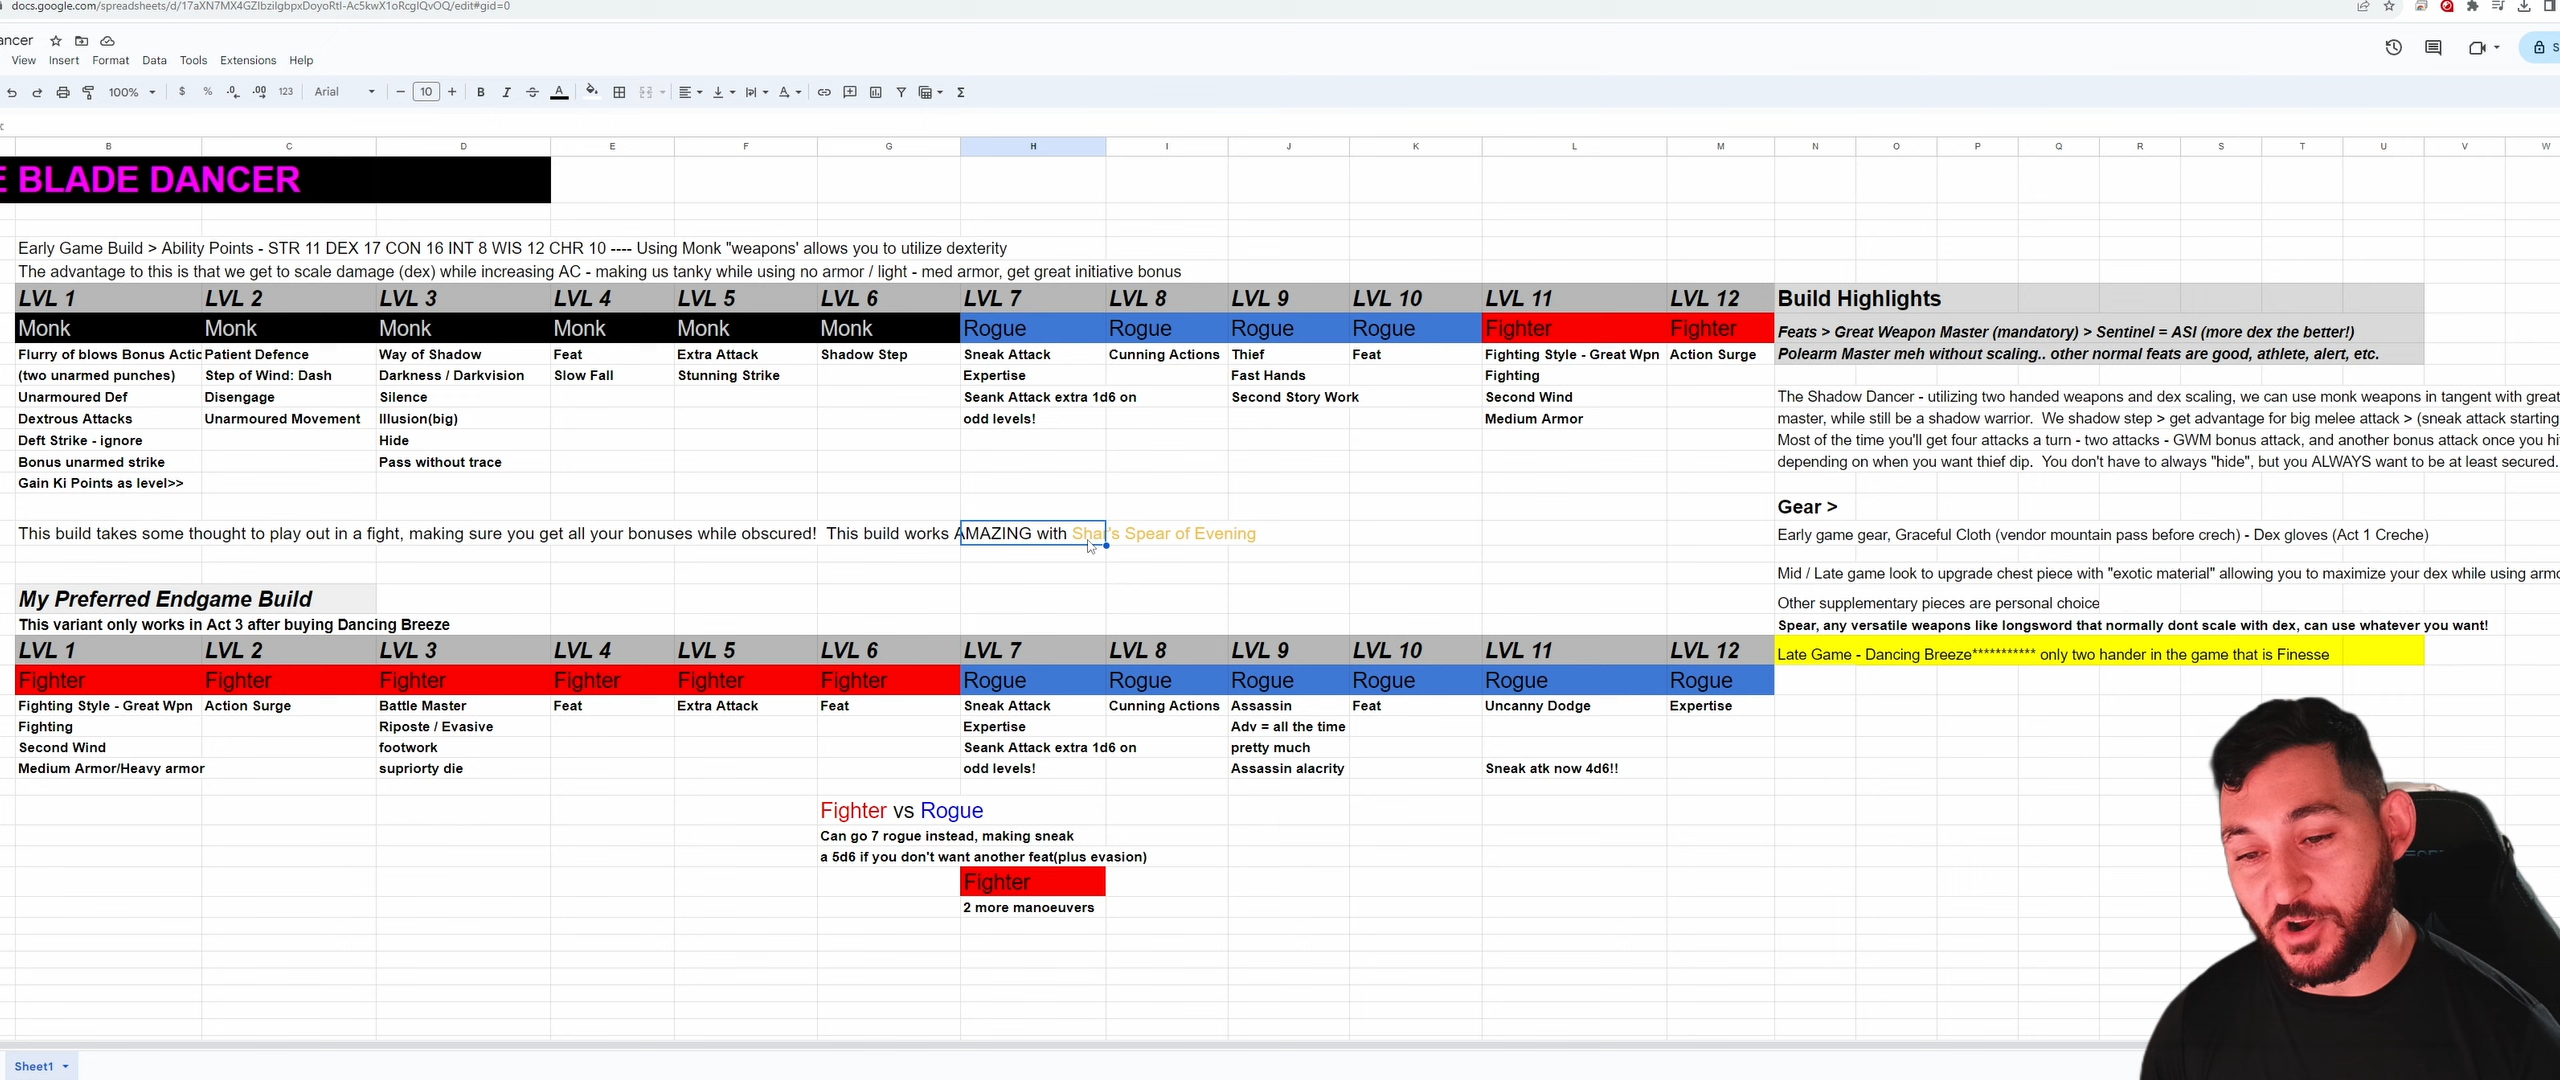 docs.google.com/spreadsheets/d/17aXN7MX4GZIbziIgbpxDoyoRtI-Ac5kwX1oRcgIQvOQ/edit#gid=0
ancer
View Insert Format Data Tools Extensions Help
100% $ % .0 .00 123 Arial 10 B I A Σ
B C D E F G H I J K L M N O P Q R S T U V W
E BLADE DANCER
Early Game Build > Ability Points - STR 11 DEX 17 CON 16 INT 8 WIS 12 CHR 10 ---- Using Monk "weapons' allows you to utilize dexterity
The advantage to this is that we get to scale damage (dex) while increasing AC - making us tanky while using no armor / light - med armor, get great initiative bonus
LVL 1 LVL 2 LVL 3 LVL 4 LVL 5 LVL 6 LVL 7 LVL 8 LVL 9 LVL 10 LVL 11 LVL 12 Build Highlights
Monk Monk Monk Monk Monk Monk Rogue Rogue Rogue Rogue Fighter Fighter Feats > Great Weapon Master (mandatory) > Sentinel = ASI (more dex the better!)
Flurry of blows Bonus Actic Patient Defence Way of Shadow Feat Extra Attack Shadow Step Sneak Attack Cunning Actions Thief Feat Fighting Style - Great Wpn Action Surge Polearm Master meh without scaling.. other normal feats are good, athlete, alert, etc.
(two unarmed punches) Step of Wind: Dash Darkness / Darkvision Slow Fall Stunning Strike Expertise Fast Hands Fighting
Unarmoured Def Disengage Silence Seank Attack extra 1d6 on Second Story Work Second Wind The Shadow Dancer - utilizing two handed weapons and dex scaling, we can use monk weapons in tangent with great
Dextrous Attacks Unarmoured Movement Illusion(big) odd levels! Medium Armor master, while still be a shadow warrior. We shadow step > get advantage for big melee attack > (sneak attack starting
Deft Strike - ignore Hide Most of the time you'll get four attacks a turn - two attacks - GWM bonus attack, and another bonus attack once you hi
Bonus unarmed strike Pass without trace depending on when you want thief dip. You don't have to always "hide", but you ALWAYS want to be at least secured.
Gain Ki Points as level>>
Gear >
This build takes some thought to play out in a fight, making sure you get all your bonuses while obscured! This build works AMAZING with Shar's Spear of Evening Early game gear, Graceful Cloth (vendor mountain pass before crech) - Dex gloves (Act 1 Creche)
Mid / Late game look to upgrade chest piece with "exotic material" allowing you to maximize your dex while using armo
My Preferred Endgame Build Other supplementary pieces are personal choice
This variant only works in Act 3 after buying Dancing Breeze Spear, any versatile weapons like longsword that normally dont scale with dex, can use whatever you want!
LVL 1 LVL 2 LVL 3 LVL 4 LVL 5 LVL 6 LVL 7 LVL 8 LVL 9 LVL 10 LVL 11 LVL 12 Late Game - Dancing Breeze*********** only two hander in the game that is Finesse
Fighter Fighter Fighter Fighter Fighter Fighter Rogue Rogue Rogue Rogue Rogue Rogue
Fighting Style - Great Wpn Action Surge Battle Master Feat Extra Attack Feat Sneak Attack Cunning Actions Assassin Feat Uncanny Dodge Expertise
Fighting Riposte / Evasive Expertise Adv = all the time
Second Wind footwork Seank Attack extra 1d6 on pretty much
Medium Armor/Heavy armor supriorty die odd levels! Assassin alacrity Sneak atk now 4d6!!
Fighter vs Rogue
Can go 7 rogue instead, making sneak
a 5d6 if you don't want another feat(plus evasion)
Fighter
2 more manoeuvers
Sheet1